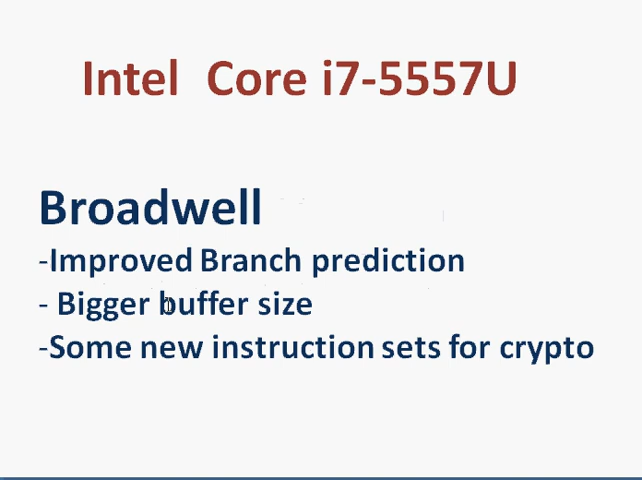 Intel Core i7-5557U
Broadwell
-Improved Branch prediction
- Bigger buffer size
-Some new instruction sets for crypto